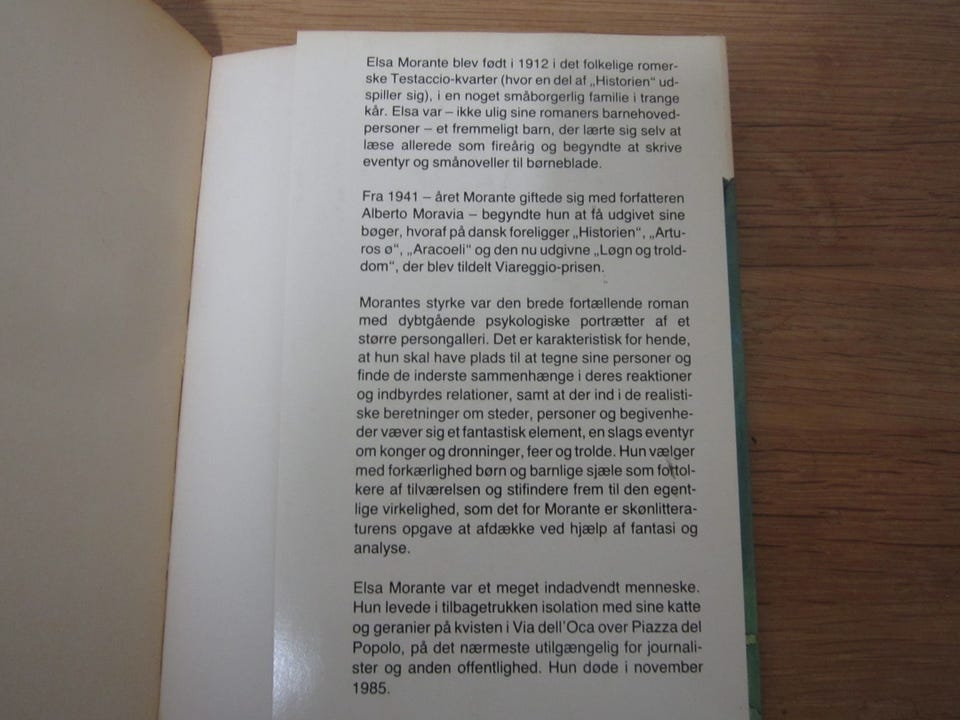 Elsa Morante blev født i 1912 i det folkelige romer-
ske Testaccio-kvarter (hvor en del af „Historien“ ud-
spiller sig), i en noget småborgerlig familie i trange
kår. Elsa var – ikke ulig sine romaners barnehoved-
personer – et fremmeligt barn, der lærte sig selv at
læse allerede som fireårig og begyndte at skrive
eventyr og smånoveller til børneblade.
Fra 1941 – året Morante giftede sig med forfatteren
Alberto Moravia – begyndte hun at få udgivet sine
bøger, hvoraf på dansk foreligger „Historien“, „Artu-
ros ø“, „Aracoeli“ og den nu udgivne „Løgn og trold-
dom“, der blev tildelt Viareggio-prisen.
Morantes styrke var den brede fortællende roman
med dybtgående psykologiske portrætter af et
større persongalleri. Det er karakteristisk for hende,
at hun skal have plads til at tegne sine personer og
finde de inderste sammenhænge i deres reaktioner
og indbyrdes relationer, samt at der ind i de realisti-
ske beretninger om steder, personer og begivenhe-
der væver sig et fantastisk element, en slags eventyr
om konger og dronninger, feer og trolde. Hun vælger
med forkærlighed børn og barnlige sjæle som fortol-
kere af tilværelsen og stifindere frem til den egent-
lige virkelighed, som det for Morante er skønlittera-
turens opgave at afdække ved hjælp af fantasi og
analyse.
Elsa Morante var et meget indadvendt menneske.
Hun levede i tilbagetrukken isolation med sine katte
og geranier på kvisten i Via dell'Oca over Piazza del
Popolo, på det nærmeste utilgængelig for journali-
ster og anden offentlighed. Hun døde i november
1985.